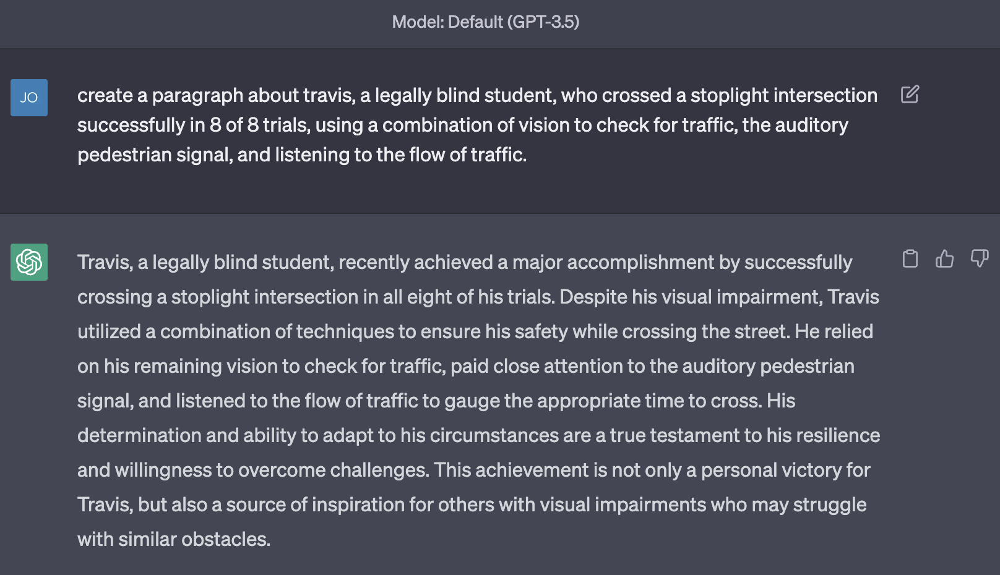 Model: Default (GPT-3.5)
JO
create a paragraph about travis, a legally blind student, who crossed a stoplight intersection
successfully in 8 of 8 trials, using a combination of vision to check for traffic, the auditory
pedestrian signal, and listening to the flow of traffic.
Travis, a legally blind student, recently achieved a major accomplishment by successfully
crossing a stoplight intersection in all eight of his trials. Despite his visual impairment, Travis
utilized a combination of techniques to ensure his safety while crossing the street. He relied
on his remaining vision to check for traffic, paid close attention to the auditory pedestrian
signal, and listened to the flow of traffic to gauge the appropriate time to cross. His
determination and ability to adapt to his circumstances are a true testament to his resilience
and willingness to overcome challenges. This achievement is not only a personal victory for
Travis, but also a source of inspiration for others with visual impairments who may struggle
with similar obstacles.